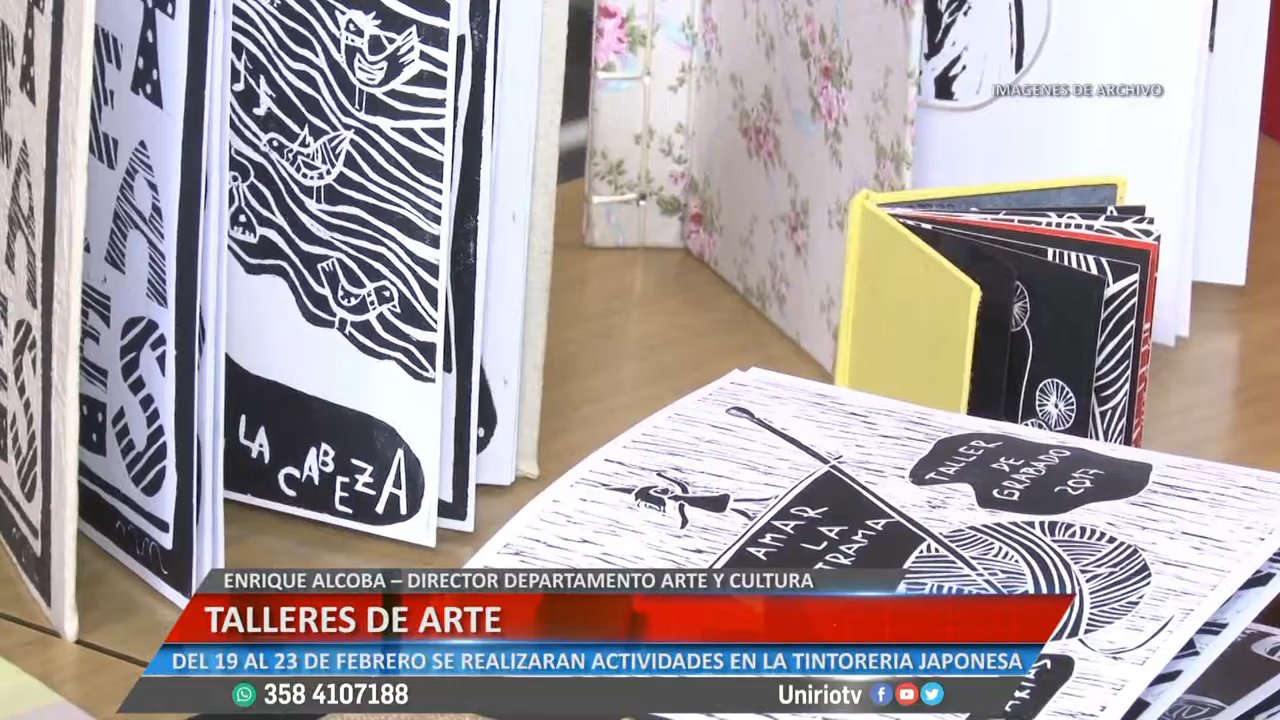 IMAGENES DE ARCHIVO
LA
CABEZA
TALLER
DE
GRABADO
2017
AMAR
LA
TRAMA
ENRIQUE ALCOBA – DIRECTOR DEPARTAMENTO ARTE Y CULTURA
TALLERES DE ARTE
DEL 19 AL 23 DE FEBRERO SE REALIZARAN ACTIVIDADES EN LA TINTORERIA JAPONESA
358 4107188
Uniriotv